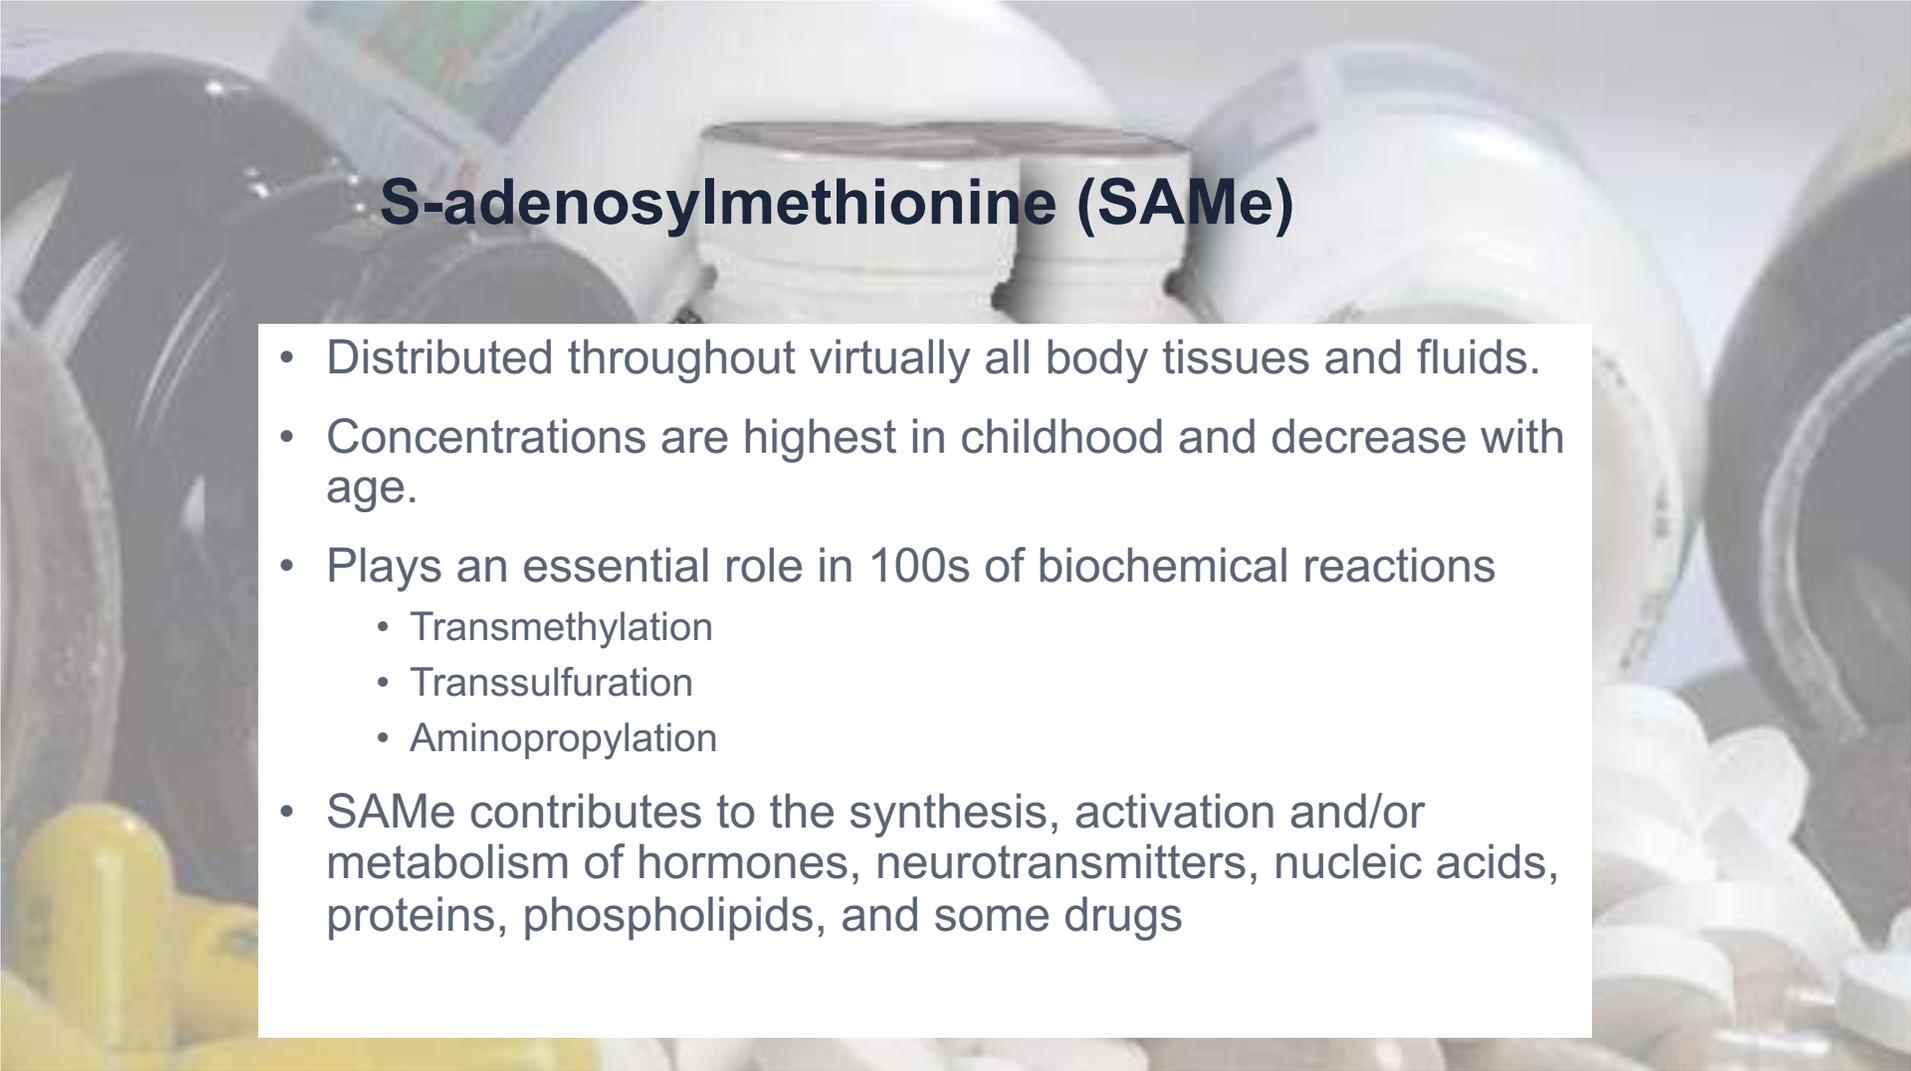 S-adenosylmethionine (SAMe)
• Distributed throughout virtually all body tissues and fluids.
• Concentrations are highest in childhood and decrease with
age.
• Plays an essential role in 100s of biochemical reactions
• Transmethylation
• Transsulfuration
• Aminopropylation
• SAMe contributes to the synthesis, activation and/or
metabolism of hormones, neurotransmitters, nucleic acids,
proteins, phospholipids, and some drugs